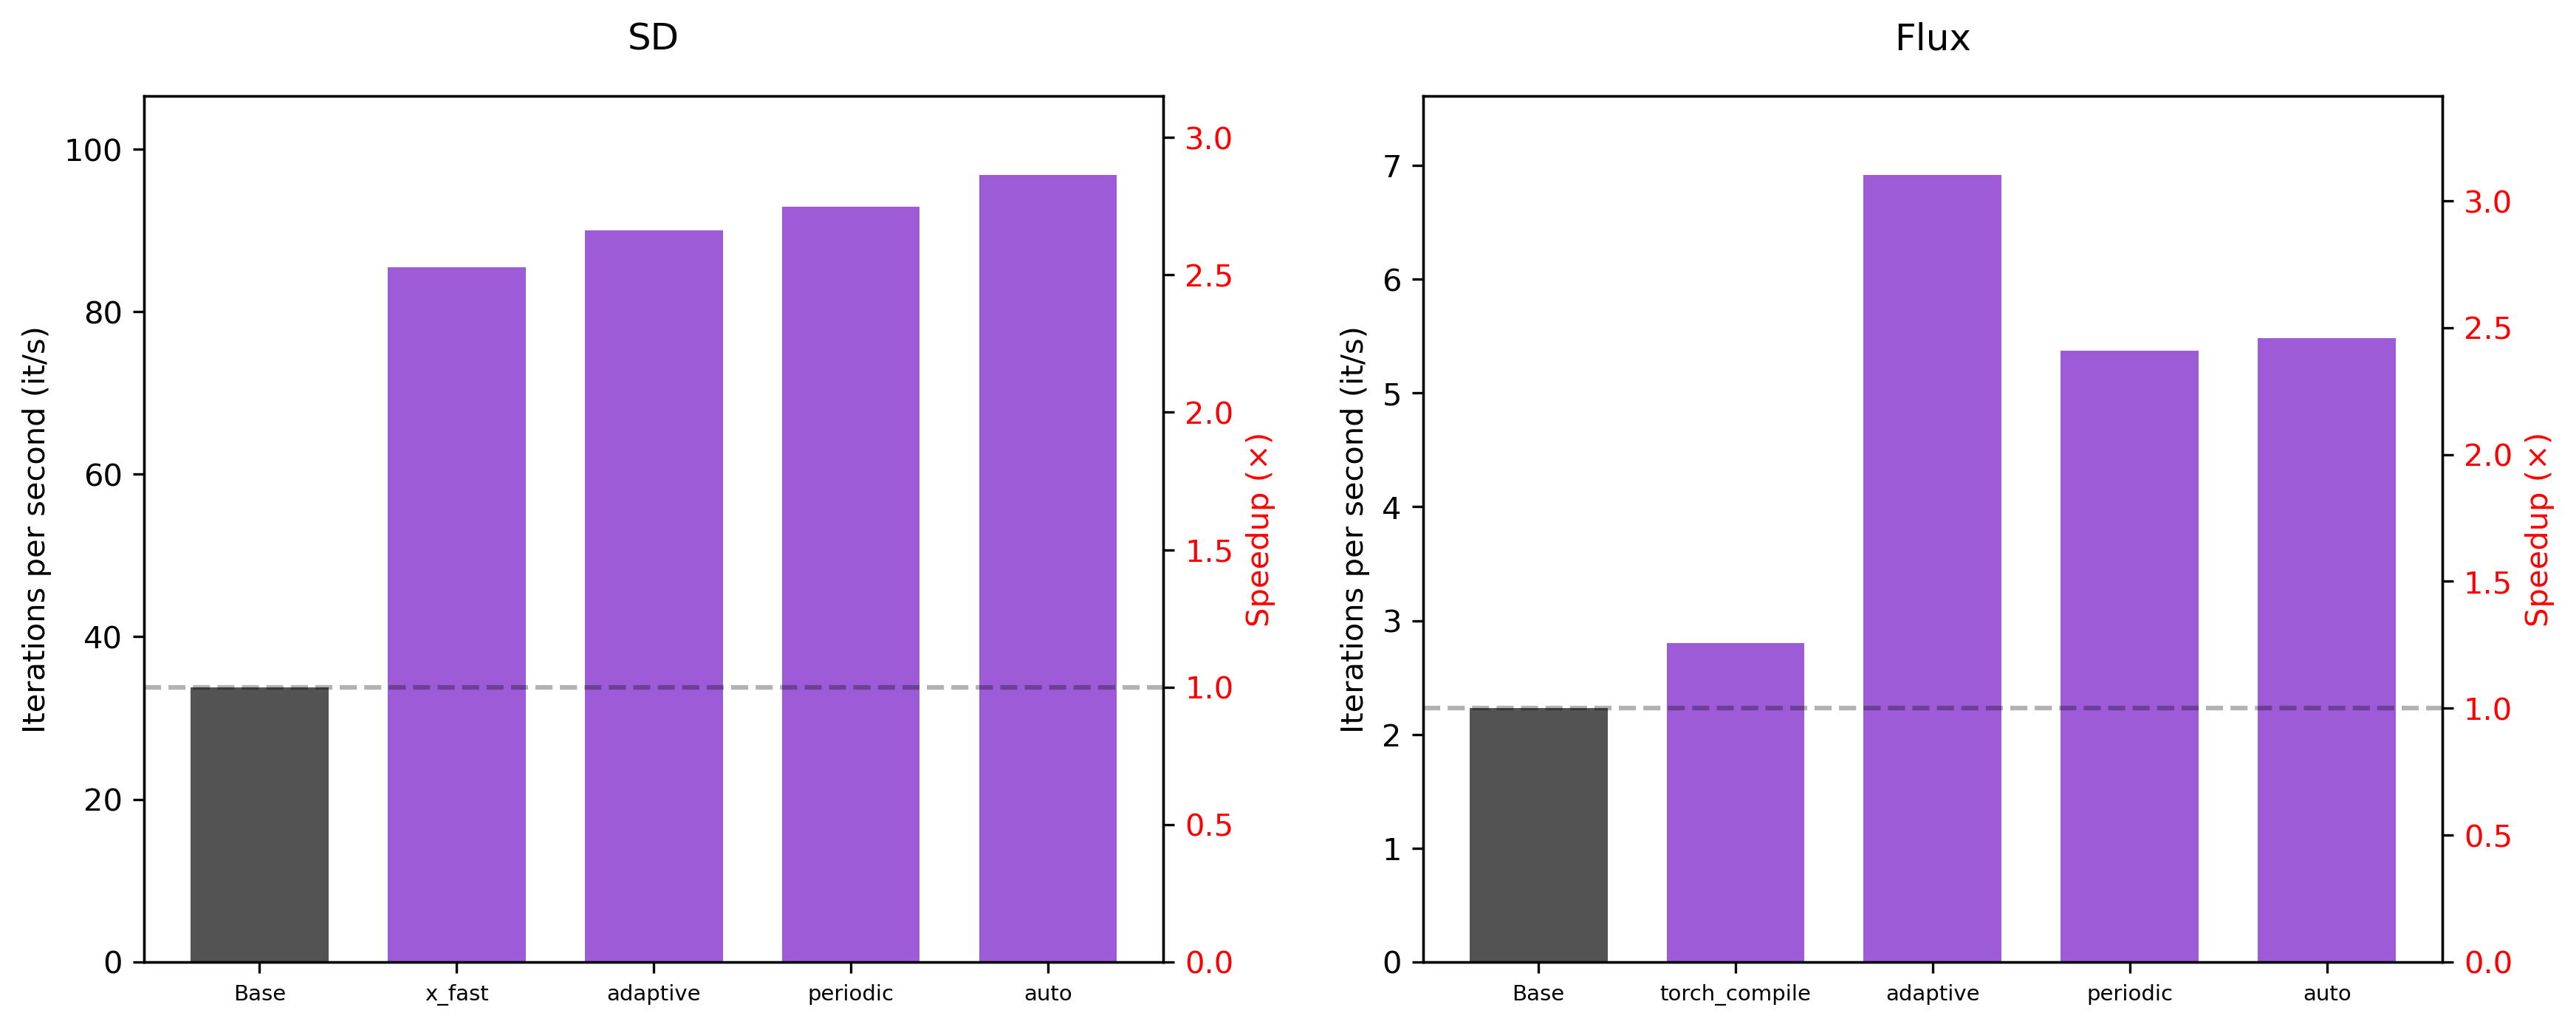 SD
Iterations per second (it/s)
100
80
60
40
20
0
Base
x_fast
adaptive
periodic
auto
3.0
2.5
2.0
1.5
1.0
0.5
0.0
Speedup (×)
Flux
Iterations per second (it/s)
7
6
5
4
3
2
1
0
Base
torch_compile
adaptive
periodic
auto
3.0
2.5
2.0
1.5
1.0
0.5
0.0
Speedup (×)